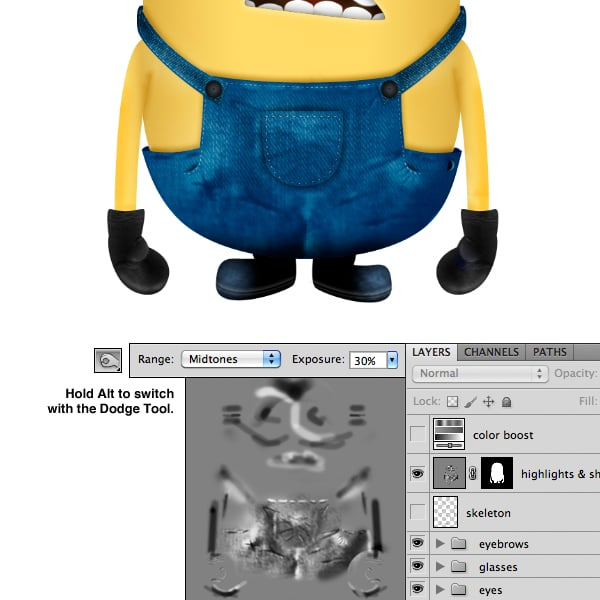 Range: Midtones Exposure: 30%
LAYERS CHANNELS PATHS
Normal Opacity:
Hold Alt to switch
with the Dodge Tool.
Lock: Fill:
color boost
highlights & sh
skeleton
eyebrows
glasses
eyes